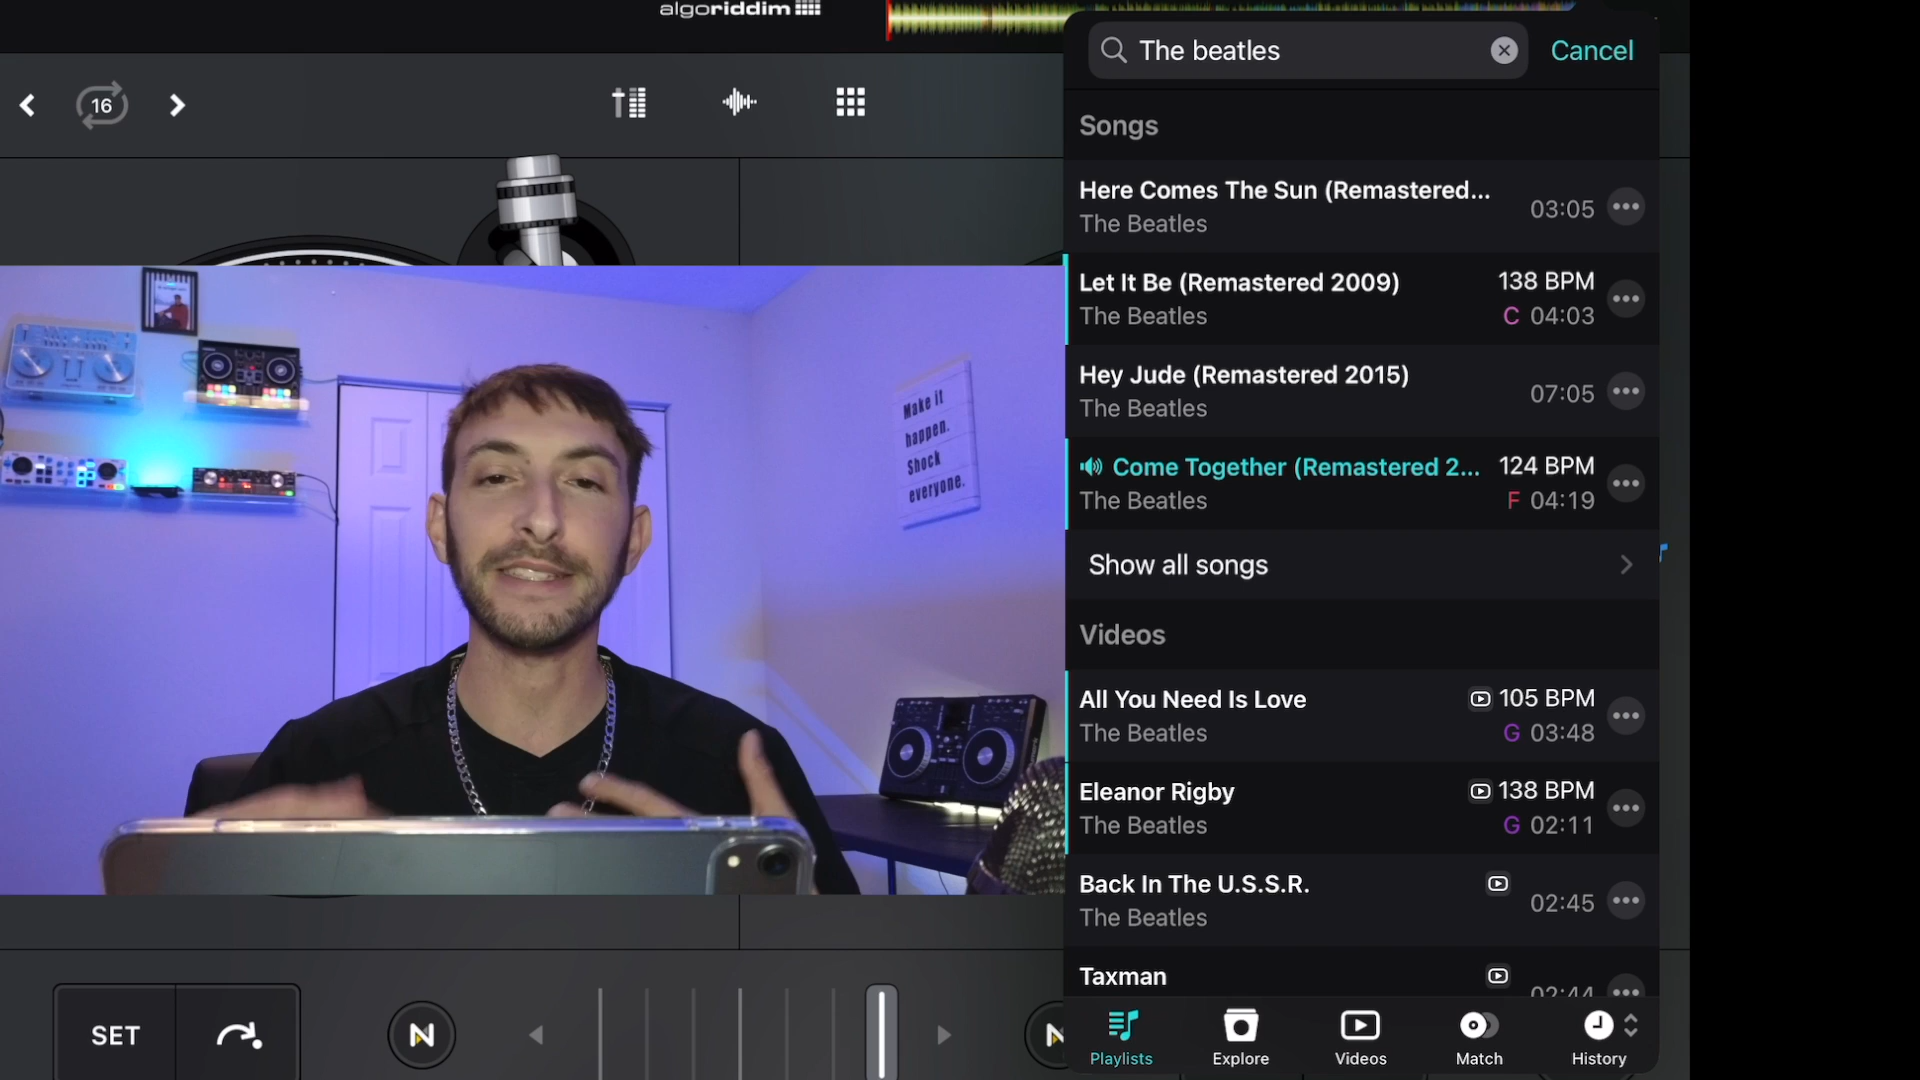 algoriddim
16
The beatles
Cancel
Songs
Here Comes The Sun (Remastered...
The Beatles
03:05
Let It Be (Remastered 2009)
138 BPM
The Beatles
C 04:03
Hey Jude (Remastered 2015)
The Beatles
07:05
Come Together (Remastered 2...
124 BPM
The Beatles
F 04:19
Show all songs
Videos
All You Need Is Love
105 BPM
The Beatles
G 03:48
Eleanor Rigby
138 BPM
The Beatles
G 02:11
Back In The U.S.S.R.
The Beatles
02:45
Taxman
02:44
Make it
happen.
Shock
everyone.
SET
N
N
Playlists
Explore
Videos
Match
History